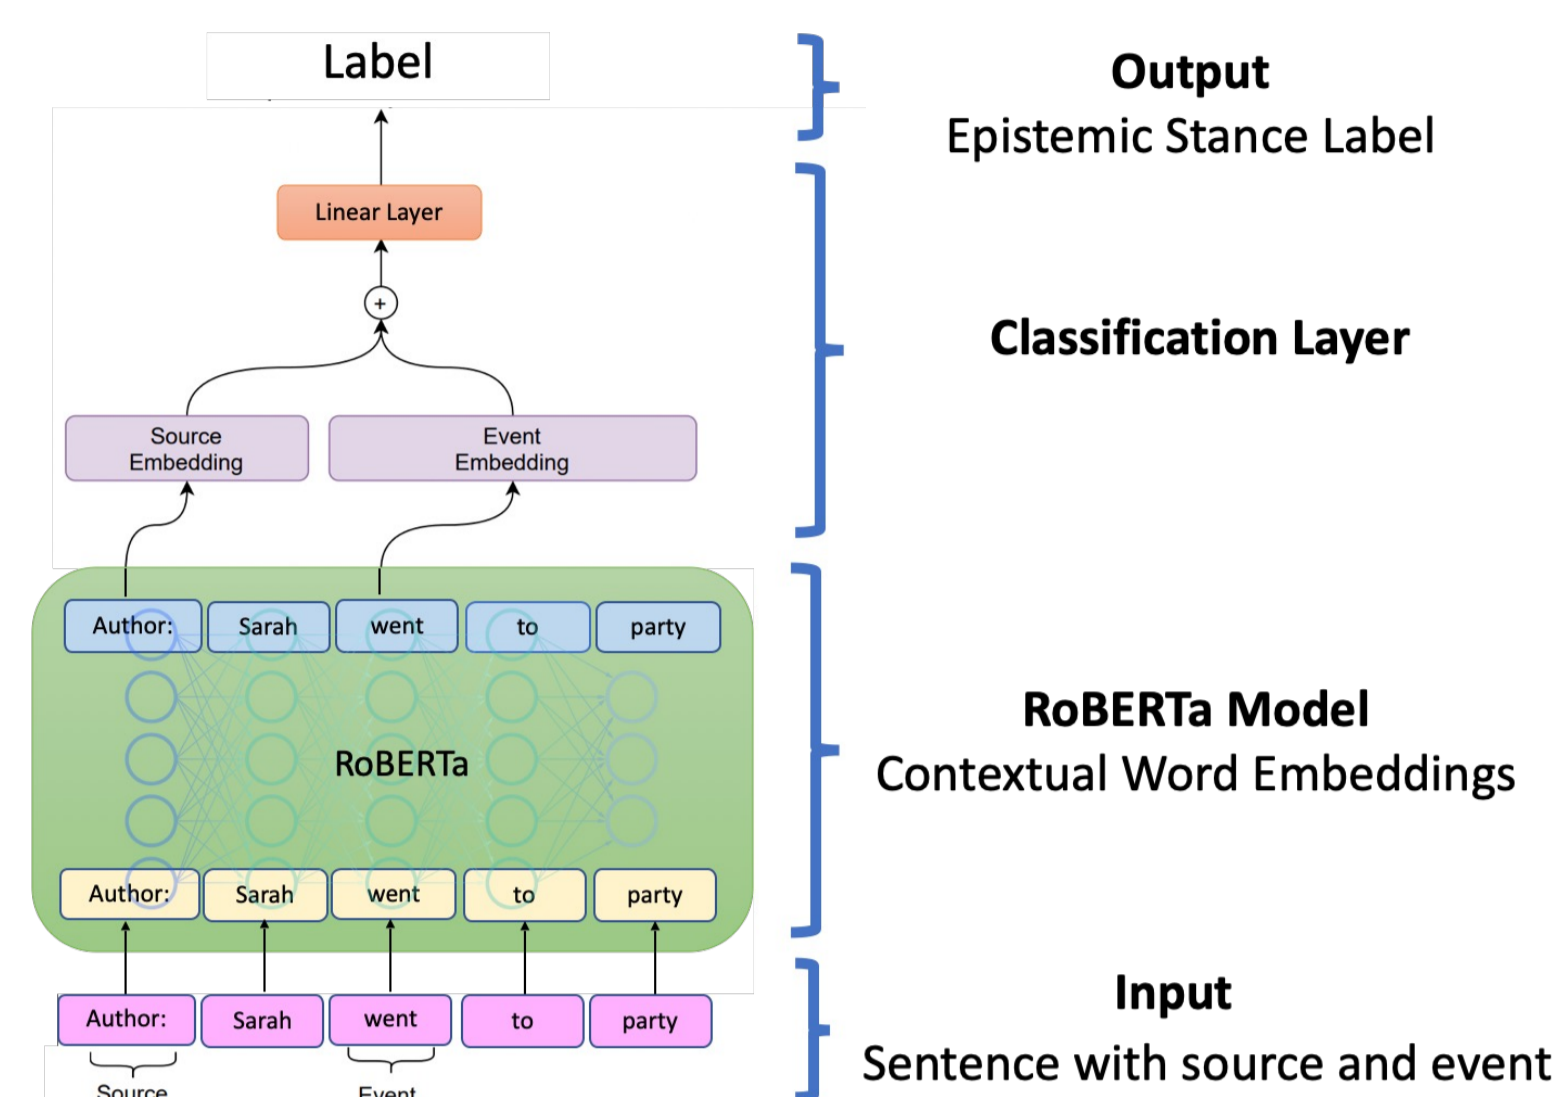 Label
Output
Epistemic Stance Label
Linear Layer
+
Classification Layer
Source
Embedding
Event
Embedding
Author: Sarah went to party
RoBERTa
RoBERTa Model
Contextual Word Embeddings
Author: Sarah went to party
Input
Author: Sarah went to party
Sentence with source and event
Source Event